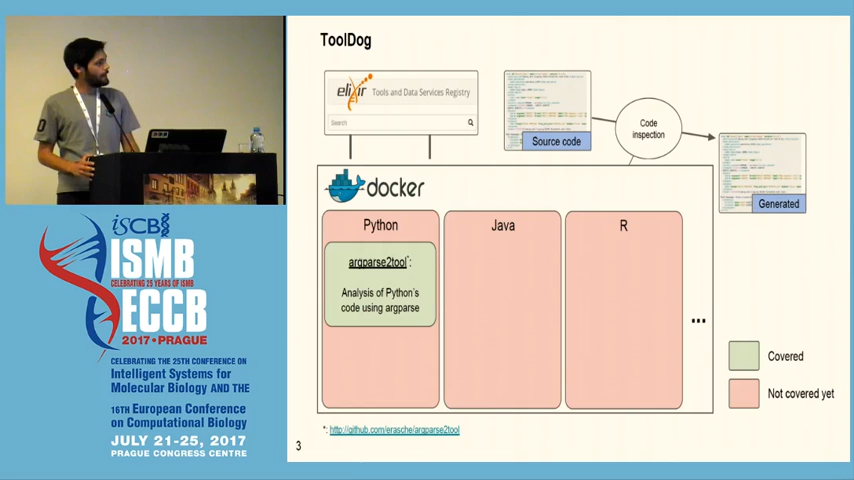 ToolDog
elixir Tools and Data Services Registry
Search
Source code
Code
inspection
Generated
docker
Python
argparse2tool*:
Analysis of Python's
code using argparse
Java
R
...
Covered
Not covered yet
*: http://github.com/erasche/argparse2tool
3
iSCB
ISMB
CELEBRATING 25 YEARS OF ISMB
ECCB
2017 • PRAGUE
CELEBRATING THE 25TH CONFERENCE ON
Intelligent Systems for
Molecular Biology AND THE
16TH European Conference
on Computational Biology
JULY 21-25, 2017
PRAGUE CONGRESS CENTRE